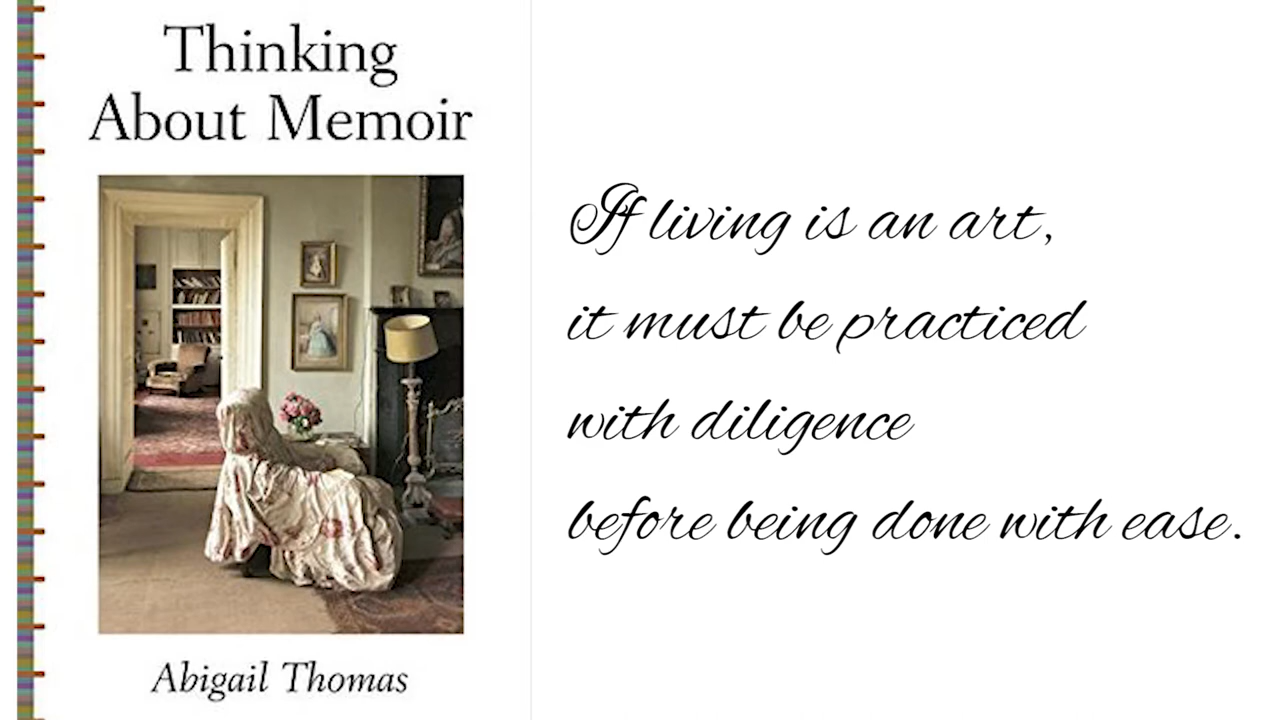 Thinking
About Memoir
Abigail Thomas
If living is an art,
it must be practiced
with diligence
before being done with ease.